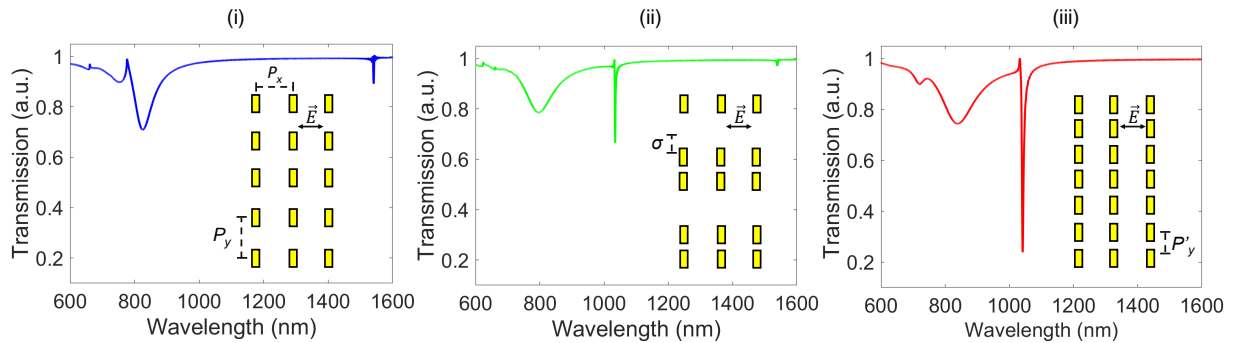 (i)
Transmission (a.u.)
1
0.8
0.6
0.4
0.2
600 800 1000 1200 1400 1600
Wavelength (nm)
Pₓ
E⃗
P_y
(ii)
Transmission (a.u.)
1
0.8
0.6
0.4
0.2
600 800 1000 1200 1400 1600
Wavelength (nm)
E⃗
σ
(iii)
Transmission (a.u.)
1
0.8
0.6
0.4
0.2
600 800 1000 1200 1400 1600
Wavelength (nm)
E⃗
P'_y